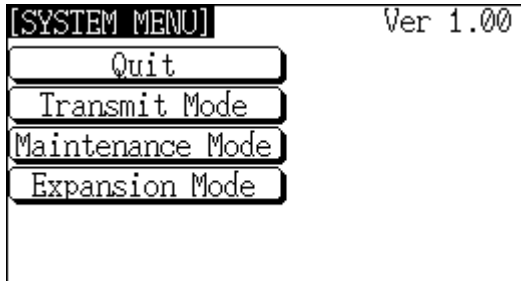 [SYSTEM MENU] Ver 1.00
Quit
Transmit Mode
Maintenance Mode
Expansion Mode